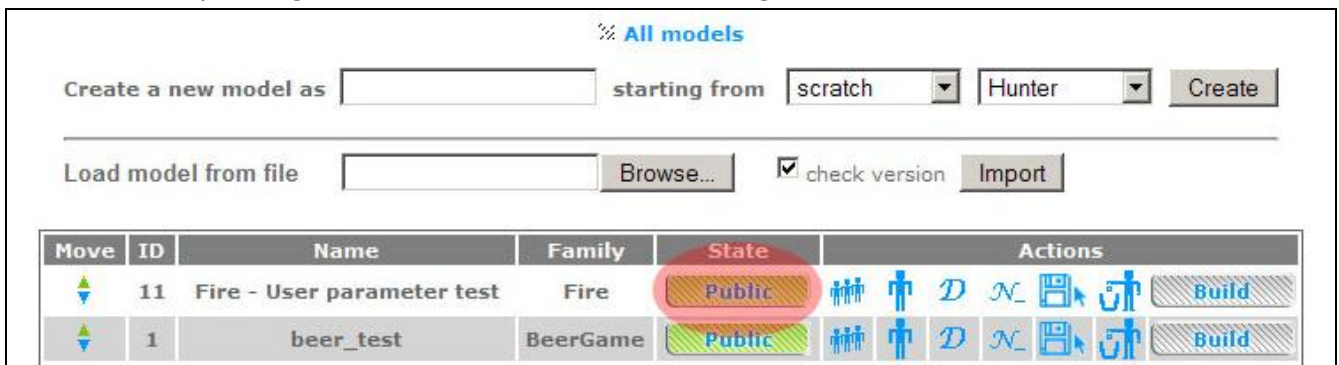 All models
Create a new model as starting from scratch Hunter Create
Load model from file Browse... check version Import
Move ID Name Family State Actions
11 Fire - User parameter test Fire Public D N_ Build
1 beer_test BeerGame Public D N_ Build